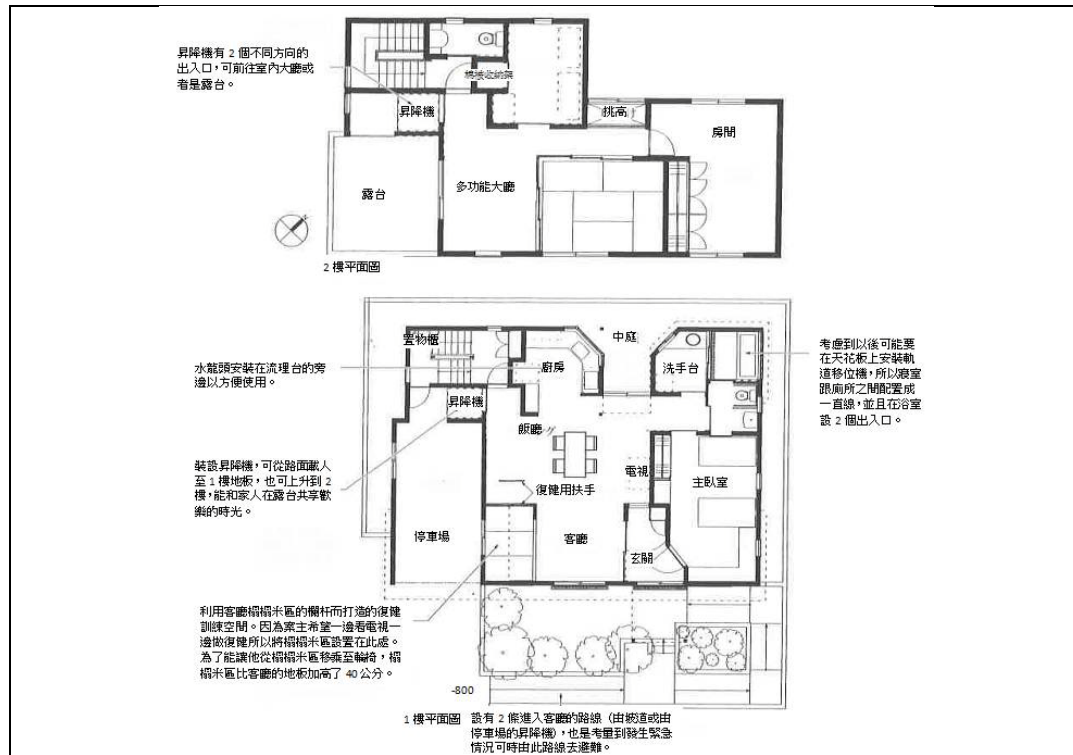 昇降機有 2 個不同方向的
出入口，可前往室內大廳或
者是露台。
棉被收納櫃
昇降機
挑高
房間
多功能大廳
露台
2 樓平面圖
置物櫃
中庭
水龍頭安裝在流理台的旁
邊以方便使用。
廚房
洗手台
考慮到以後可能要
在天花板上安裝軌
道移位機，所以寢室
跟廁所之間配置成
一直線，並且在浴室
設 2 個出入口。
昇降機
飯廳
裝設昇降機，可從路面載人
至 1 樓地板，也可上升到 2
樓，能和家人在露台共享歡
樂的時光。
電視
主臥室
復健用扶手
停車場
客廳
玄關
利用客廳榻榻米區的欄杆而打造的復健
訓練空間。因為案主希望一邊看電視一
邊做復健所以將榻榻米區設置在此處。
為了能讓他從榻榻米區移乘至輪椅，榻
榻米區比客廳的地板加高了 40 公分。
-800
1 樓平面圖
設有 2 條進入客廳的路線（由坡道或由
停車場的昇降機），也是考量到發生緊急
情況可時由此路線去避難。